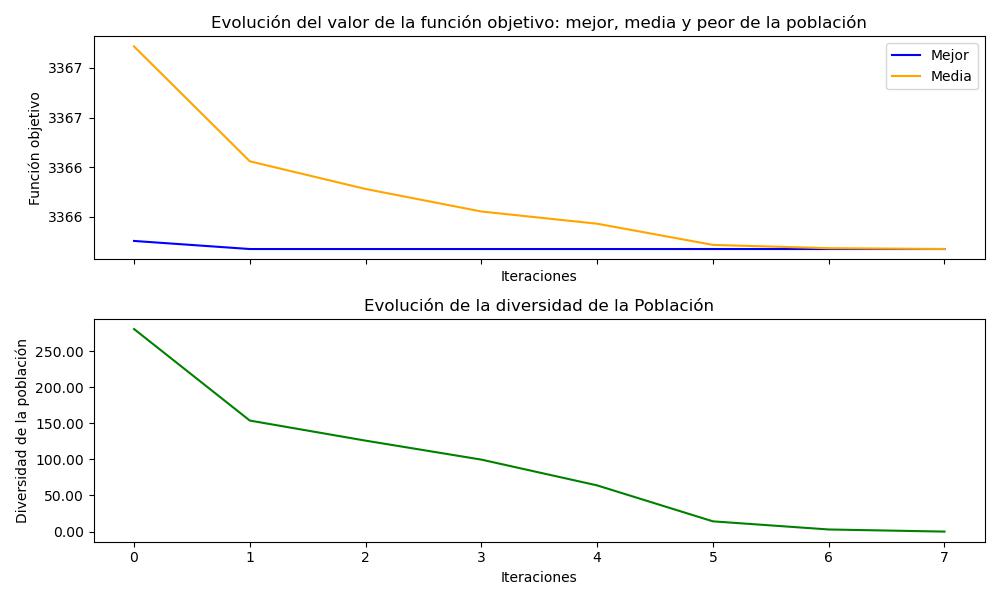 Evolución del valor de la función objetivo: mejor, media y peor de la población
Mejor
Media
3367
3367
3366
3366
Función objetivo
Iteraciones
Evolución de la diversidad de la Población
250.00
200.00
150.00
100.00
50.00
0.00
Diversidad de la población
0 1 2 3 4 5 6 7
Iteraciones